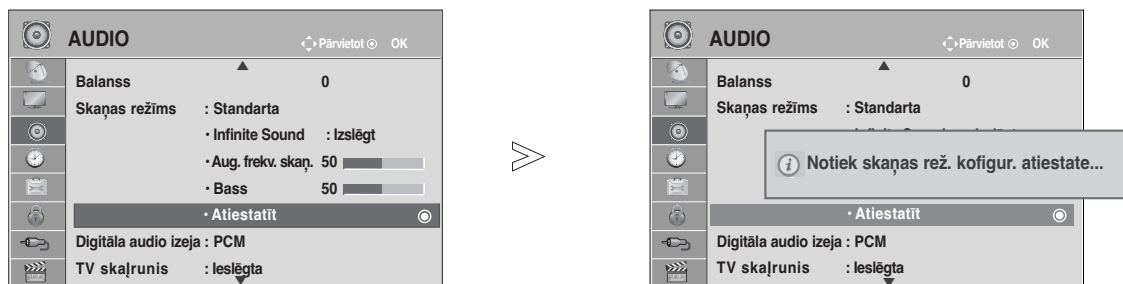 AUDIO
Pārvietot OK
Balanss 0
Skaņas režīms : Standarta
• Infinite Sound : Izslēgt
• Aug. frekv. skaņ. 50
• Bass 50
• Atiestatīt
Digitāla audio izeja : PCM
TV skaļrunis : Ieslēgta
AUDIO
Pārvietot OK
Balanss 0
Skaņas režīms : Standarta
Notiek skaņas rež. kofigur. atiestate...
• Atiestatīt
Digitāla audio izeja : PCM
TV skaļrunis : Ieslēgta